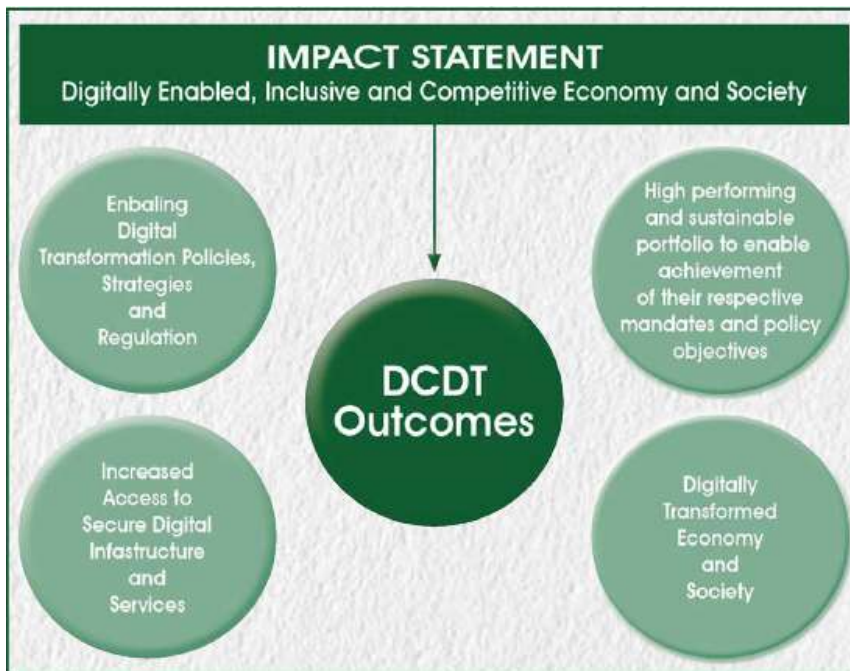 IMPACT STATEMENT
Digitally Enabled, Inclusive and Competitive Economy and Society
Enbaling
Digital
Transformation Policies,
Strategies
and
Regulation
High performing
and sustainable
portfolio to enable
achievement
of their respective
mandates and policy
objectives
DCDT
Outcomes
Increased
Access to
Secure Digital
Infastructure
and
Services
Digitally
Transformed
Economy
and
Society